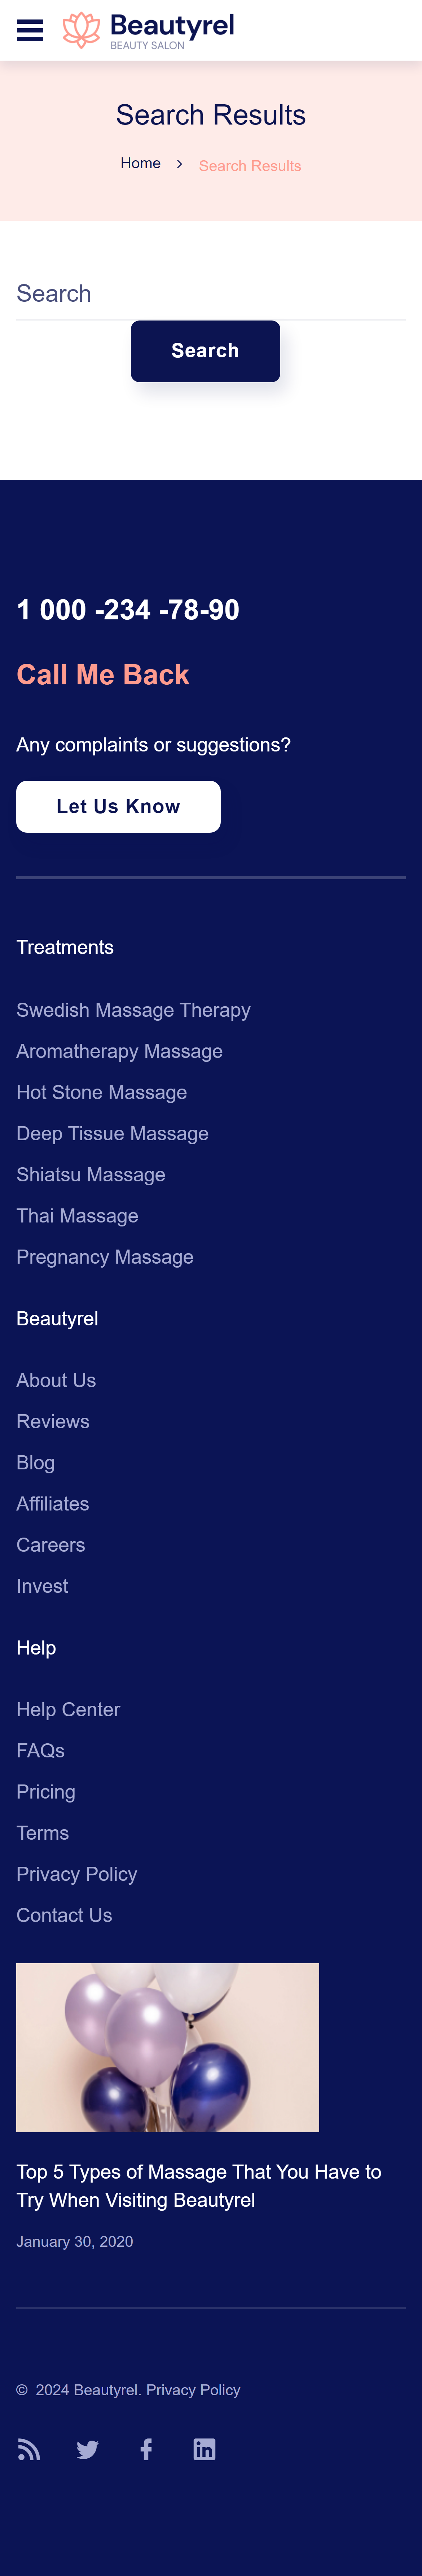 Beautyrel
BEAUTY SALON
Search Results
Home > Search Results
Search
Search
1 000 -234 -78-90
Call Me Back
Any complaints or suggestions?
Let Us Know
Treatments
Swedish Massage Therapy
Aromatherapy Massage
Hot Stone Massage
Deep Tissue Massage
Shiatsu Massage
Thai Massage
Pregnancy Massage
Beautyrel
About Us
Reviews
Blog
Affiliates
Careers
Invest
Help
Help Center
FAQs
Pricing
Terms
Privacy Policy
Contact Us
Top 5 Types of Massage That You Have to
Try When Visiting Beautyrel
January 30, 2020
© 2024 Beautyrel. Privacy Policy